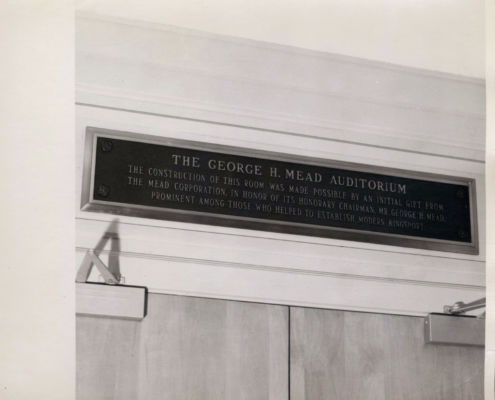 THE GEORGE H. MEAD AUDITORIUM
THE CONSTRUCTION OF THIS ROOM WAS MADE POSSIBLE BY AN INITIAL GIFT FROM
THE MEAD CORPORATION, IN HONOR OF ITS HONORARY CHAIRMAN, MR. GEORGE H. MEAD,
PROMINENT AMONG THOSE WHO HELPED TO ESTABLISH MODERN KINGSPORT.